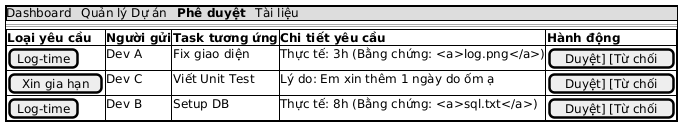 Dashboard Quản lý Dự án Phê duyệt Tài liệu
Loại yêu cầu Người gửi Task tương ứng Chi tiết yêu cầu Hành động
Log-time Dev A Fix giao diện Thực tế: 3h (Bằng chứng: <a>log.png</a>) Duyệt] [Từ chối
Xin gia hạn Dev C Viết Unit Test Lý do: Em xin thêm 1 ngày do ốm ạ Duyệt] [Từ chối
Log-time Dev B Setup DB Thực tế: 8h (Bằng chứng: <a>sql.txt</a>) Duyệt] [Từ chối